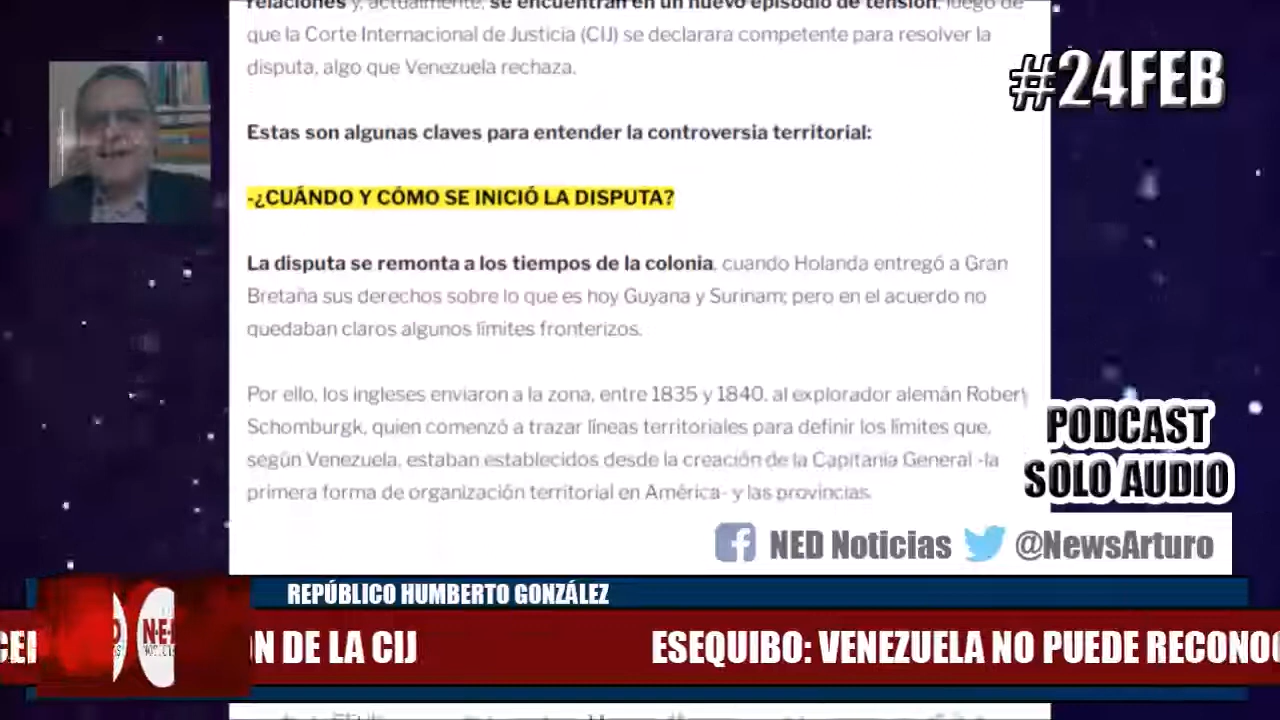 relaciones y, actualmente, se encuentran en un nuevo episodio de tensión, luego de
que la Corte Internacional de Justicia (CIJ) se declarara competente para resolver la
disputa, algo que Venezuela rechaza.
#24FEB
Estas son algunas claves para entender la controversia territorial:
-¿CUÁNDO Y CÓMO SE INICIÓ LA DISPUTA?
La disputa se remonta a los tiempos de la colonia, cuando Holanda entregó a Gran
Bretaña sus derechos sobre lo que es hoy Guyana y Surinam; pero en el acuerdo no
quedaban claros algunos límites fronterizos.
Por ello, los ingleses enviaron a la zona, entre 1835 y 1840, al explorador alemán Robert
Schomburgk, quien comenzó a trazar líneas territoriales para definir los límites que,
según Venezuela, estaban establecidos desde la creación de la Capitanía General -la
primera forma de organización territorial en América- y las provincias.
PODCAST
SOLO AUDIO
NED Noticias @NewsArturo
REPÚBLICO HUMBERTO GONZÁLEZ
N DE LA CIJ ESEQUIBO: VENEZUELA NO PUEDE RECONOC